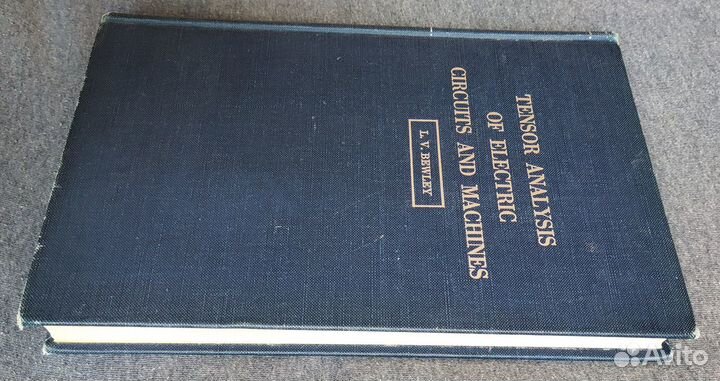 TENSOR ANALYSIS
OF ELECTRIC
CIRCUITS AND MACHINES
L. V. BEWLEY
Avito